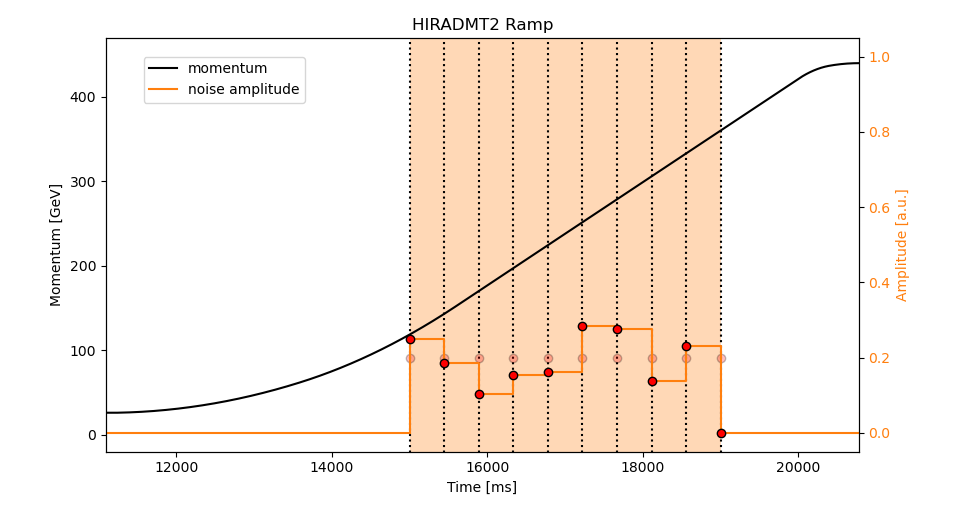 HIRADMT2 Ramp
momentum
noise amplitude
Momentum [GeV]
400
300
200
100
0
1.0
0.8
0.6
0.4
0.2
0.0
Amplitude [a.u.]
12000 14000 16000 18000 20000
Time [ms]